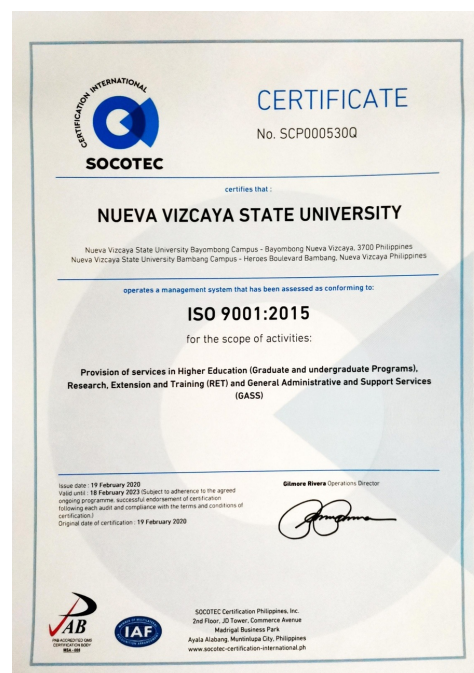 CERTIFICATION INTERNATIONAL
SOCOTEC
CERTIFICATE
No. SCP000530Q
certifies that :
NUEVA VIZCAYA STATE UNIVERSITY
Nueva Vizcaya State University Bayombong Campus - Bayombong Nueva Vizcaya, 3700 Philippines
Nueva Vizcaya State University Bambang Campus - Heroes Boulevard Bambang, Nueva Vizcaya Philippines
operates a management system that has been assessed as conforming to:
ISO 9001:2015
for the scope of activities:
Provision of services in Higher Education (Graduate and undergraduate Programs),
Research, Extension and Training (RET) and General Administrative and Support Services
(GASS)
Issue date : 19 February 2020
Valid until : 18 February 2023 (Subject to adherence to the agreed
ongoing programme, successful endorsement of certification
following each audit and compliance with the terms and conditions of
certification.)
Original date of certification : 19 February 2020
Gilmore Rivera Operations Director
PAB
PAB ACCREDITED QMS
CERTIFICATION BODY
IAF
SOCOTEC Certification Philippines, Inc.
2nd Floor, JD Tower, Commerce Avenue
Madrigal Business Park
Ayala Alabang, Muntinlupa City, Philippines
www.socotec-certification-international.ph